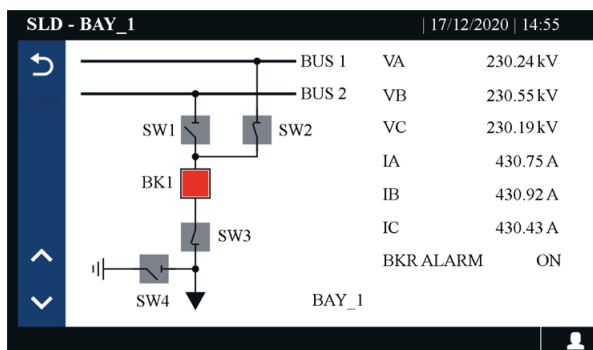 SLD - BAY_1 | 17/12/2020 | 14:55
BUS 1 VA 230.24 kV
BUS 2 VB 230.55 kV
SW1 SW2 VC 230.19 kV
IA 430.75 A
BK1 IB 430.92 A
SW3 IC 430.43 A
BKR ALARM ON
SW4 BAY_1